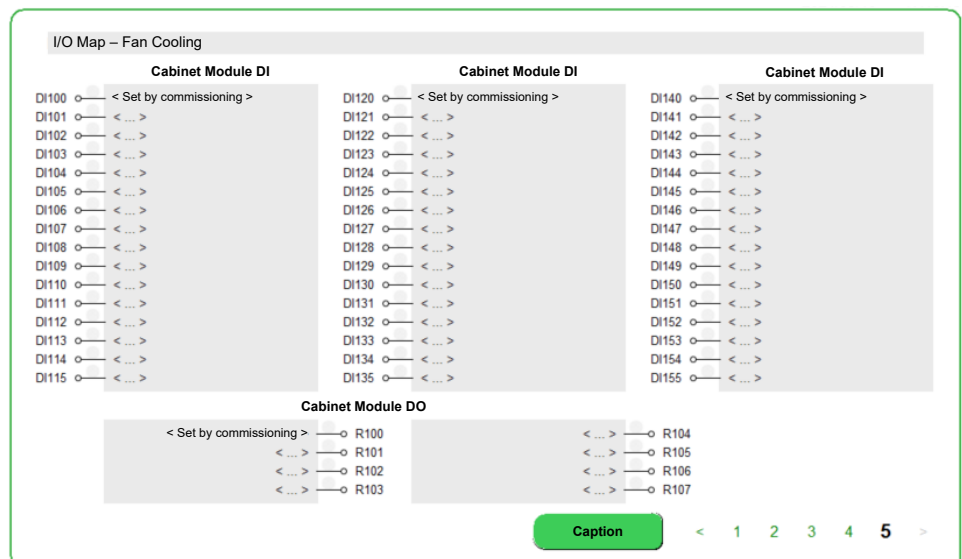 I/O Map – Fan Cooling
Cabinet Module DI Cabinet Module DI Cabinet Module DI
DI100 < Set by commissioning > DI120 < Set by commissioning > DI140 < Set by commissioning >
DI101 < ... > DI121 < ... > DI141 < ... >
DI102 < ... > DI122 < ... > DI142 < ... >
DI103 < ... > DI123 < ... > DI143 < ... >
DI104 < ... > DI124 < ... > DI144 < ... >
DI105 < ... > DI125 < ... > DI145 < ... >
DI106 < ... > DI126 < ... > DI146 < ... >
DI107 < ... > DI127 < ... > DI147 < ... >
DI108 < ... > DI128 < ... > DI148 < ... >
DI109 < ... > DI129 < ... > DI149 < ... >
DI110 < ... > DI130 < ... > DI150 < ... >
DI111 < ... > DI131 < ... > DI151 < ... >
DI112 < ... > DI132 < ... > DI152 < ... >
DI113 < ... > DI133 < ... > DI153 < ... >
DI114 < ... > DI134 < ... > DI154 < ... >
DI115 < ... > DI135 < ... > DI155 < ... >
Cabinet Module DO
< Set by commissioning > R100 < ... > R104
< ... > R101 < ... > R105
< ... > R102 < ... > R106
< ... > R103 < ... > R107
Caption < 1 2 3 4 5 >